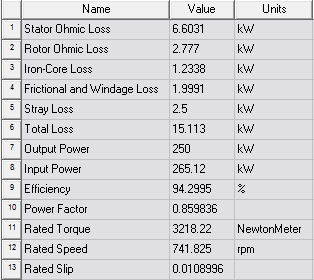 Name Value Units
1 Stator Ohmic Loss 6.6031 kW
2 Rotor Ohmic Loss 2.777 kW
3 Iron-Core Loss 1.2338 kW
4 Frictional and Windage Loss 1.9991 kW
5 Stray Loss 2.5 kW
6 Total Loss 15.113 kW
7 Output Power 250 kW
8 Input Power 265.12 kW
9 Efficiency 94.2995 %
10 Power Factor 0.859836
11 Rated Torque 3218.22 NewtonMeter
12 Rated Speed 741.825 rpm
13 Rated Slip 0.0108996